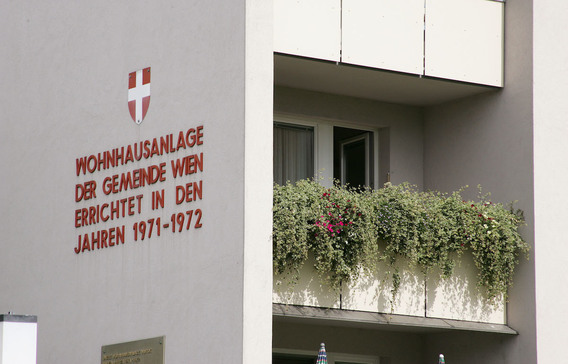 WOHNHAUSANLAGE
DER GEMEINDE WIEN
ERRICHTET IN DEN
JAHREN 1971-1972